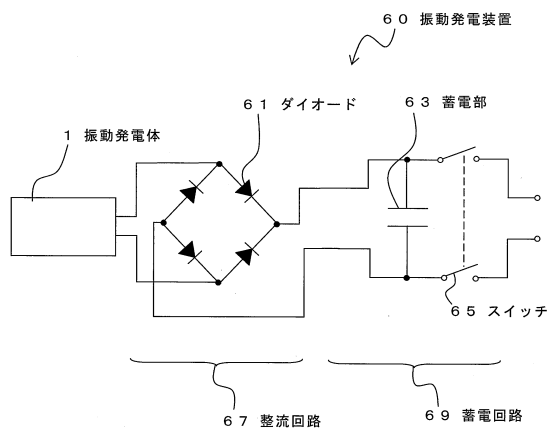 ６０ 振動発電装置
６１ ダイオード
６３ 蓄電部
１ 振動発電体
６５ スイッチ
６７ 整流回路
６９ 蓄電回路